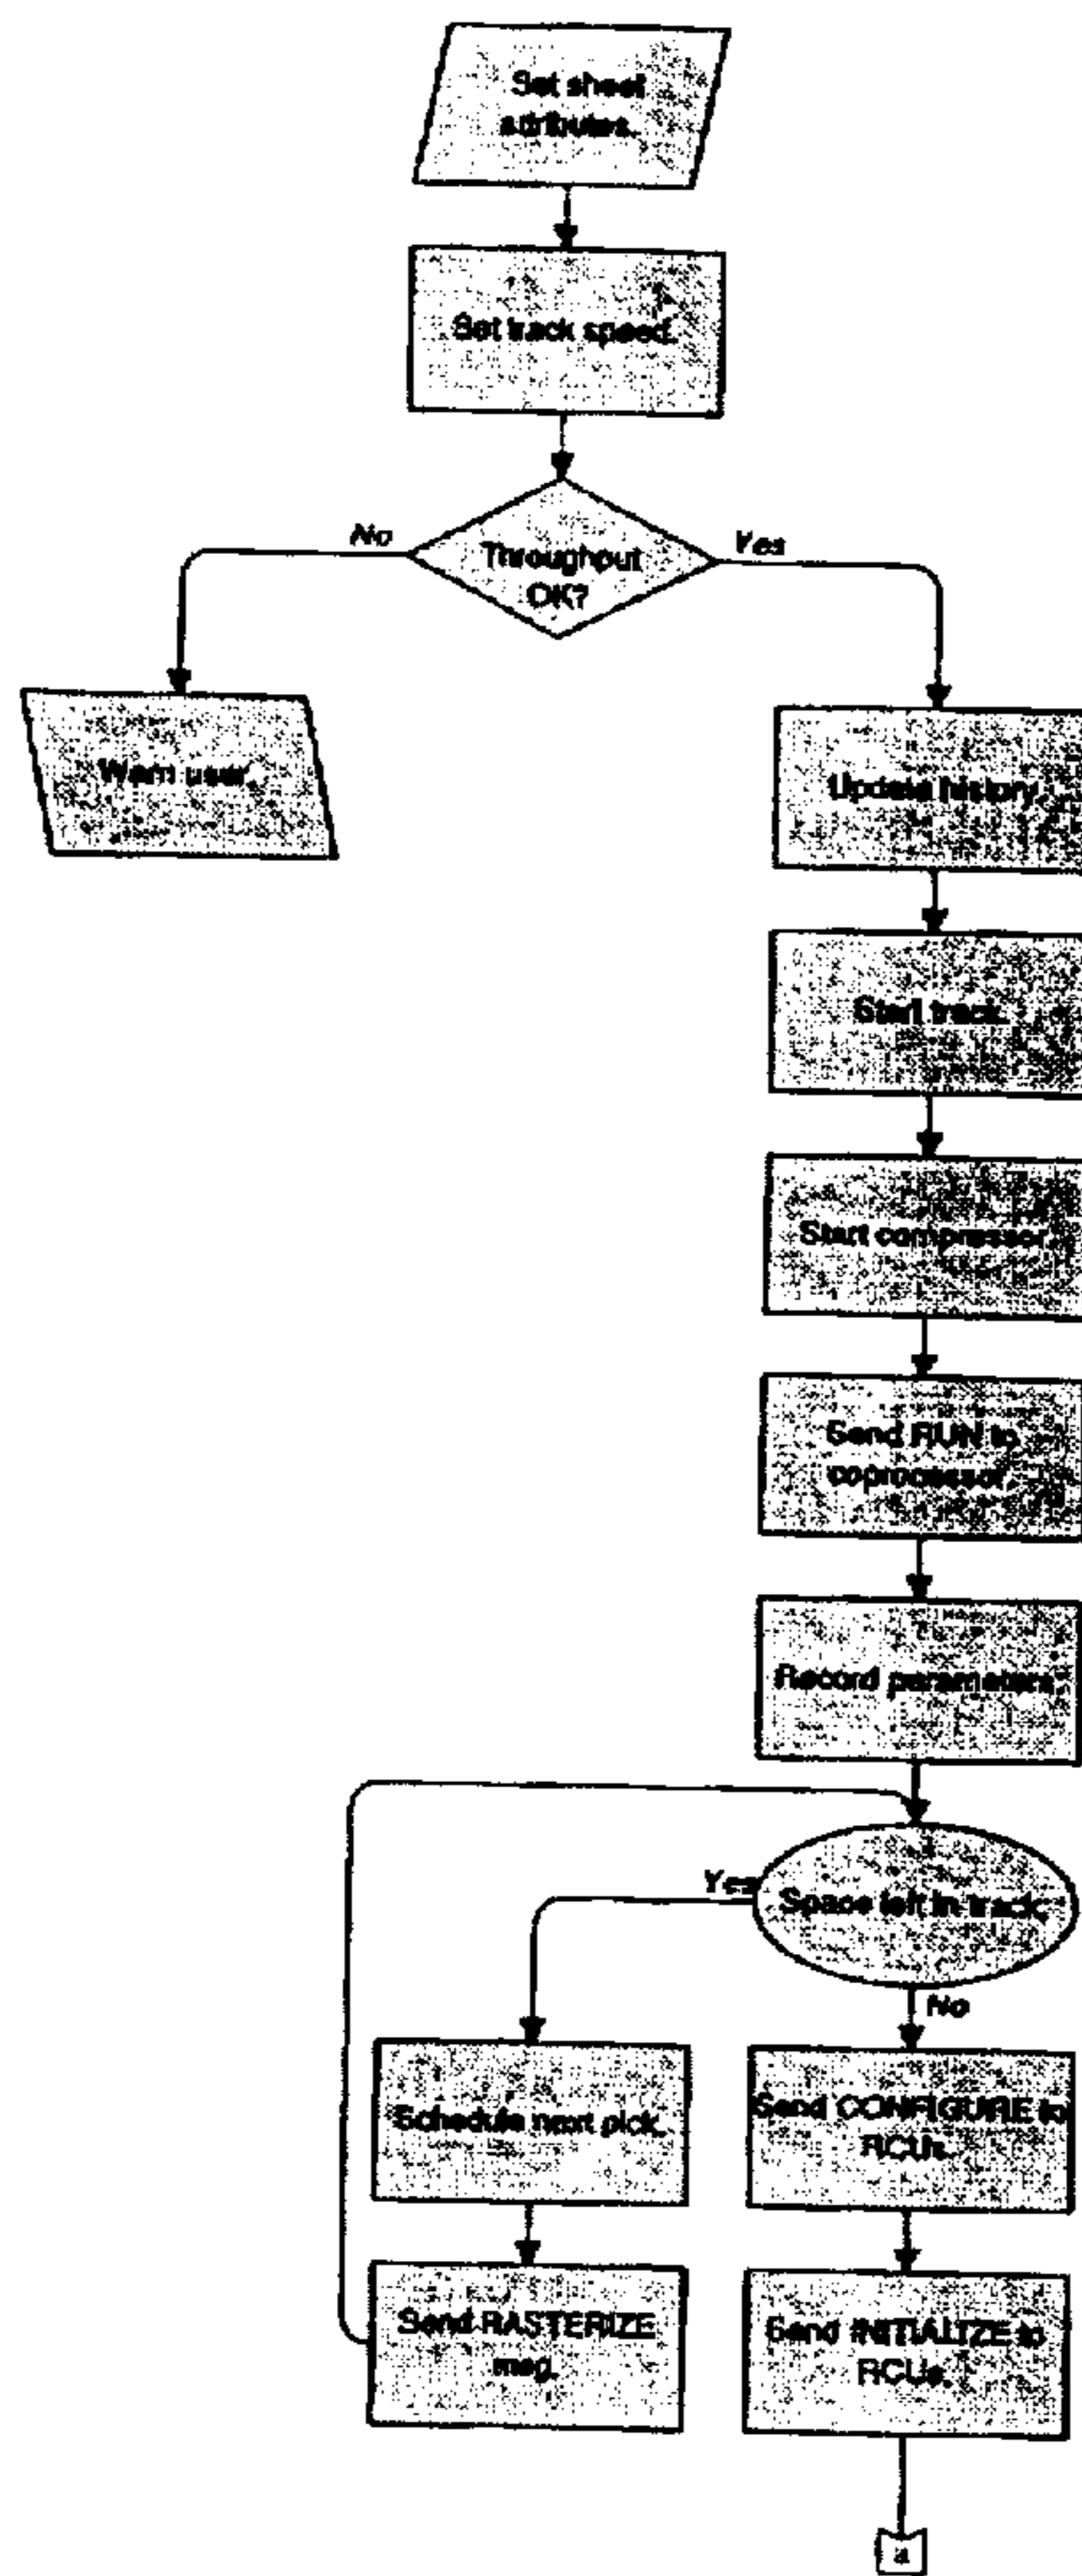 Set sheet
attributes.
Set track speed.
No
Yes
Throughput
OK?
Warn user.
Update history.
Start track.
Start compressor.
Send RUN to
coprocessor.
Record parameters.
Yes
Space left in track.
No
Schedule next pick.
Send CONFIGURE to
RCUs.
Send RASTERIZE
msg.
Send INITIALIZE to
RCUs.
a